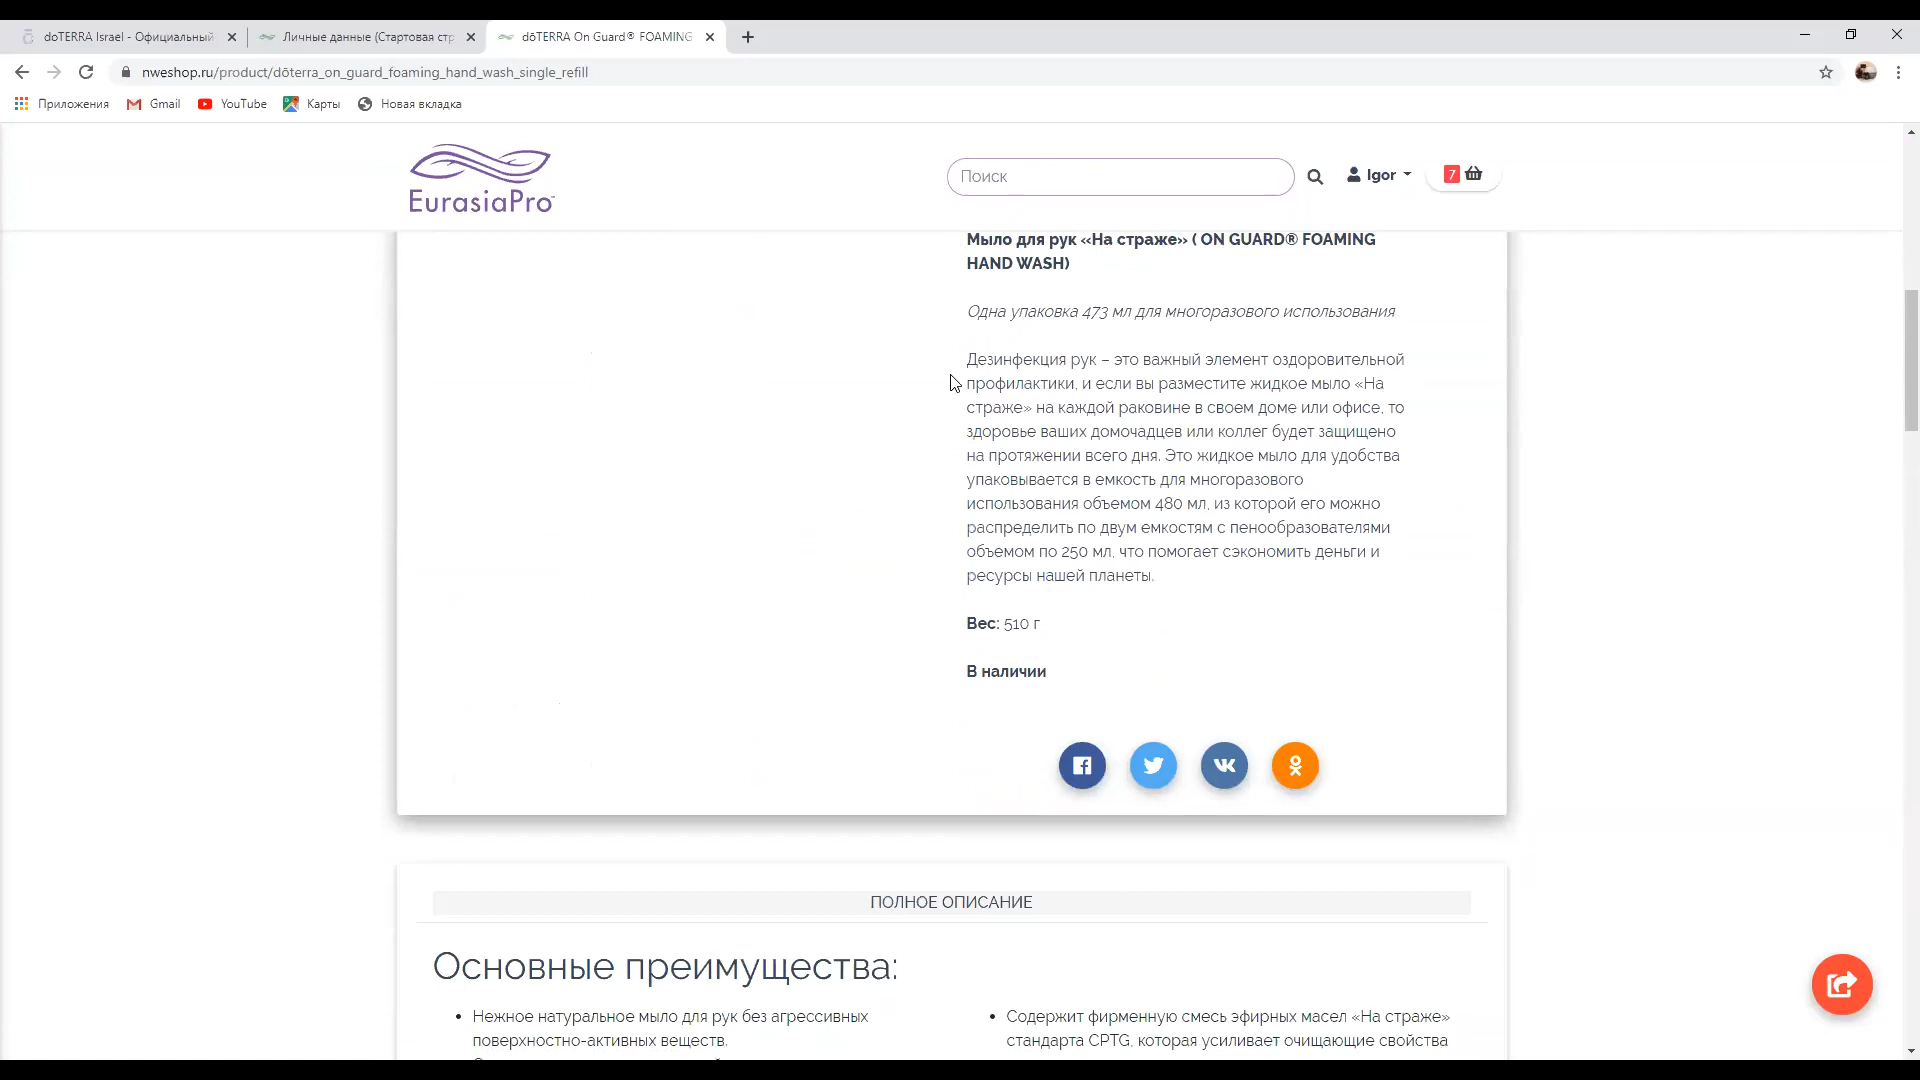 doTERRA Israel - Официальный
Личные данные (Стартовая стр
dōTERRA On Guard® FOAMING
nweshop.ru/product/dōterra_on_guard_foaming_hand_wash_single_refill
Приложения
Gmail
YouTube
Карты
Новая вкладка
EurasiaPro
Поиск
Igor
7
Мыло для рук «На страже» ( ON GUARD® FOAMING
HAND WASH)
Одна упаковка 473 мл для многоразового использования
Дезинфекция рук – это важный элемент оздоровительной
профилактики, и если вы разместите жидкое мыло «На
страже» на каждой раковине в своем доме или офисе, то
здоровье ваших домочадцев или коллег будет защищено
на протяжении всего дня. Это жидкое мыло для удобства
упаковывается в емкость для многоразового
использования объемом 480 мл, из которой его можно
распределить по двум емкостям с пенообразователями
объемом по 250 мл, что помогает сэкономить деньги и
ресурсы нашей планеты.
Вес: 510 г
В наличии
ПОЛНОЕ ОПИСАНИЕ
Основные преимущества:
Нежное натуральное мыло для рук без агрессивных
поверхностно-активных веществ.
Содержит фирменную смесь эфирных масел «На страже»
стандарта CPTG, которая усиливает очищающие свойства